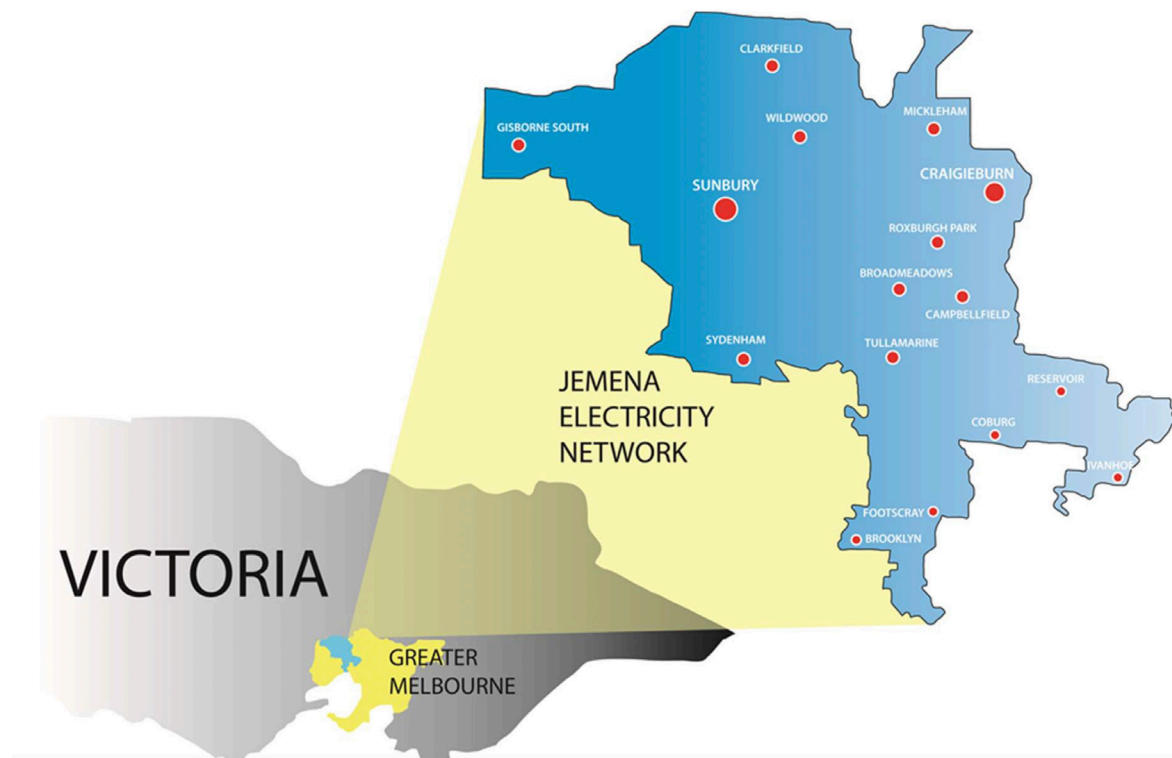 CLARKFIELD
MICKLEHAM
WILDWOOD
GISBORNE SOUTH
CRAIGIEBURN
SUNBURY
ROXBURGH PARK
BROADMEADOWS
CAMPBELLFIELD
SYDENHAM
TULLAMARINE
RESERVOIR
JEMENA
ELECTRICITY
NETWORK
COBURG
IVANHOE
FOOTSCRAY
BROOKLYN
VICTORIA
GREATER
MELBOURNE